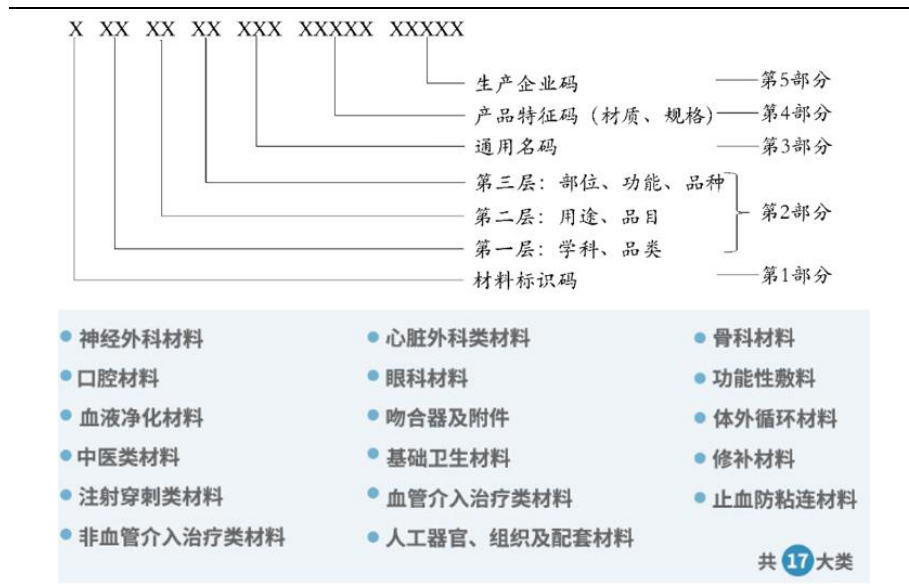 X XX XX XX XXX XXXXX XXXXX
生产企业码 第5部分
产品特征码（材质、规格） 第4部分
通用名码 第3部分
第三层：部位、功能、品种
第二层：用途、品目 第2部分
第一层：学科、品类
材料标识码 第1部分
神经外科材料 心脏外科类材料 骨科材料
口腔材料 眼科材料 功能性敷料
血液净化材料 吻合器及附件 体外循环材料
中医类材料 基础卫生材料 修补材料
注射穿刺类材料 血管介入治疗类材料 止血防粘连材料
非血管介入治疗类材料 人工器官、组织及配套材料
共 17 大类